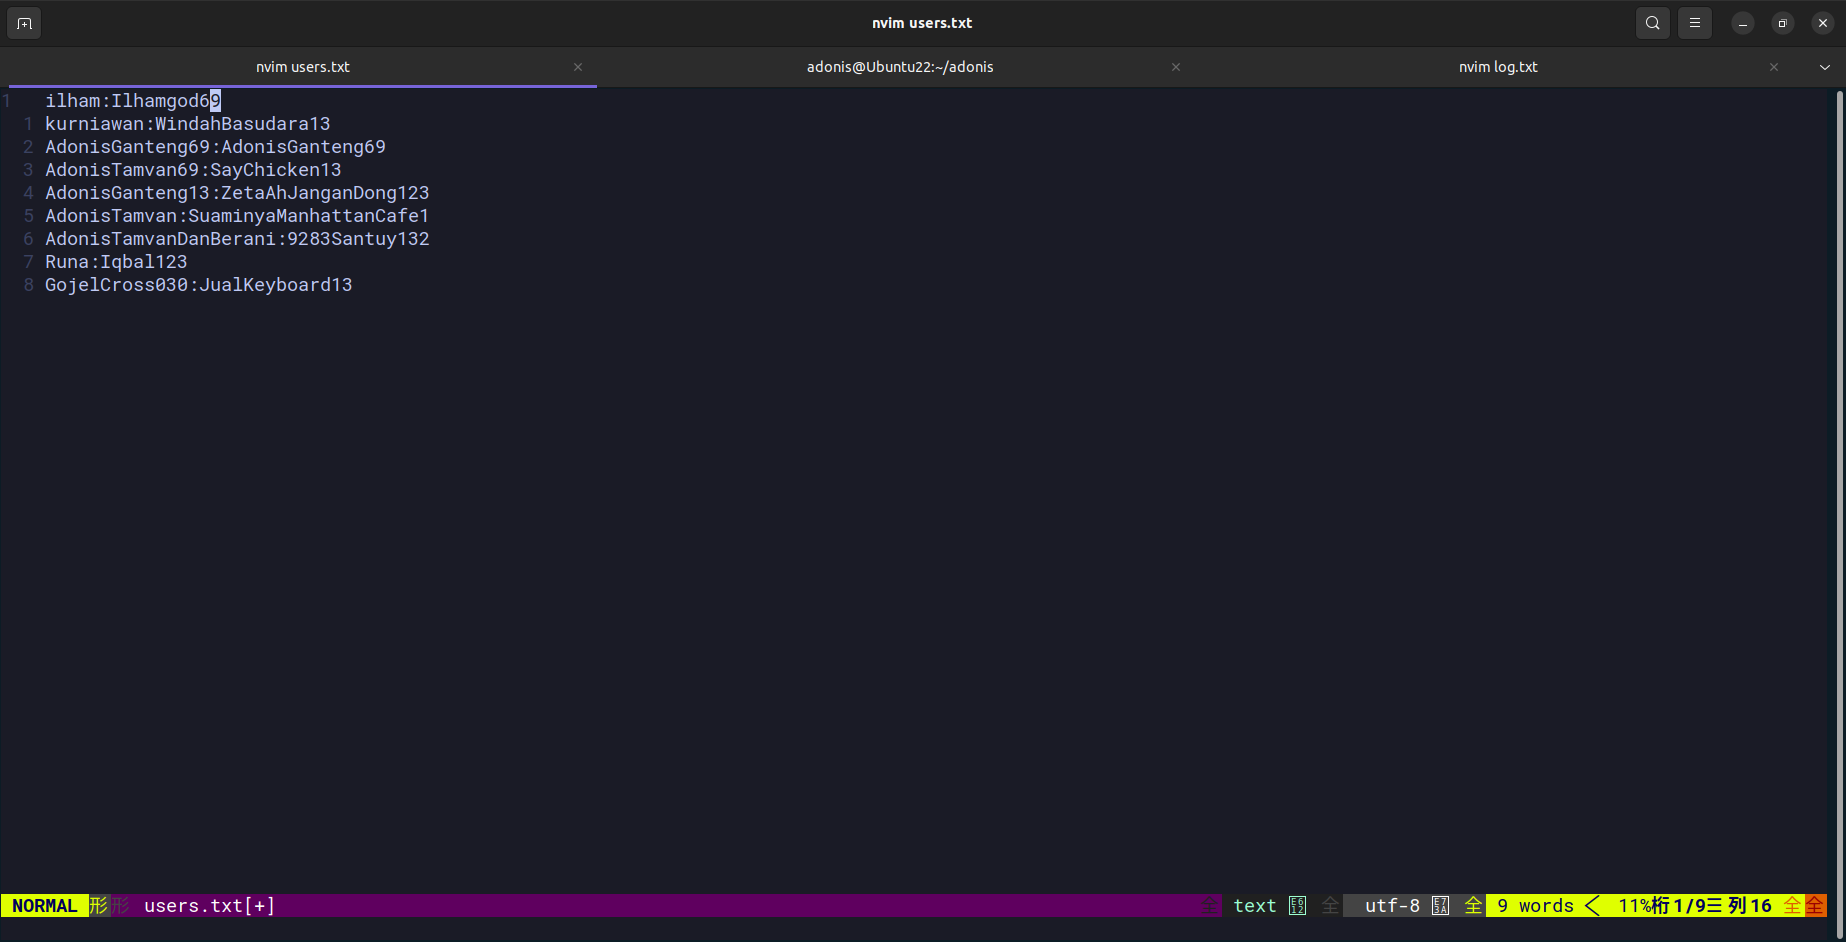 nvim users.txt
nvim users.txt
adonis@Ubuntu22:~/adonis
nvim log.txt
1 ilham:Ilhamgod69
1 kurniawan:WindahBasudara13
2 AdonisGanteng69:AdonisGanteng69
3 AdonisTamvan69:SayChicken13
4 AdonisGanteng13:ZetaAhJanganDong123
5 AdonisTamvan:SuaminyaManhattanCafe1
6 AdonisTamvanDanBerani:9283Santuy132
7 Runa:Iqbal123
8 GojelCross030:JualKeyboard13
NORMAL 形形 users.txt[+] 全 text 全 utf-8 全 9 words < 11%桁1/9三列16 全全